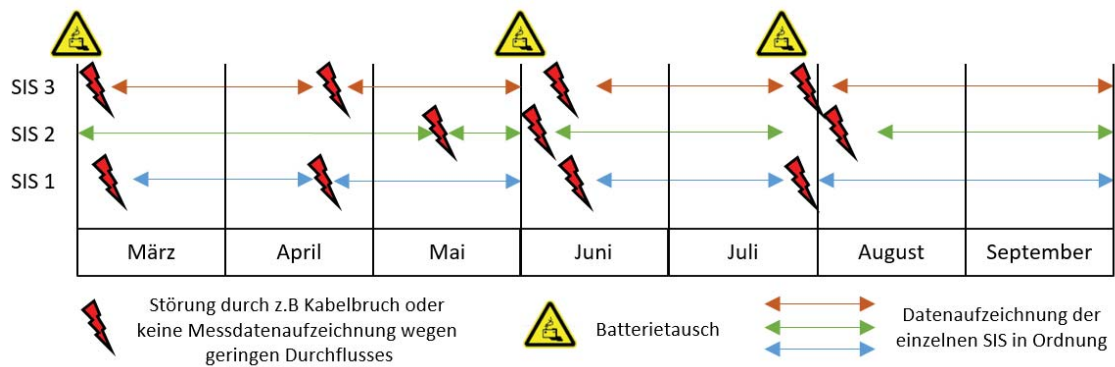 SIS 3
SIS 2
SIS 1
März April Mai Juni Juli August September
Störung durch z.B Kabelbruch oder
keine Messdatenaufzeichnung wegen
geringen Durchflusses
Batterietausch
Datenaufzeichnung der
einzelnen SIS in Ordnung